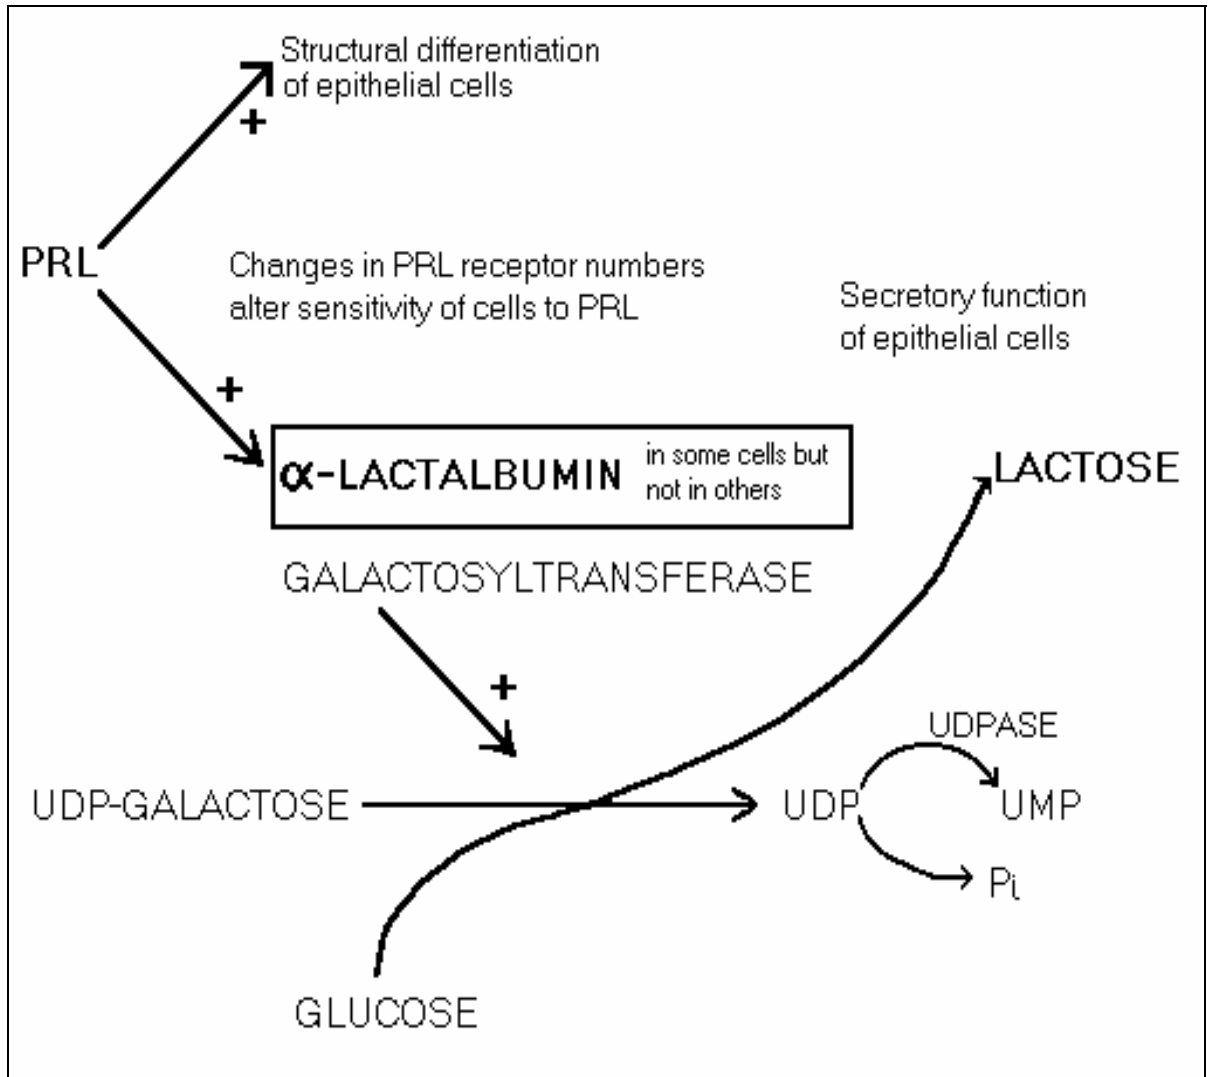 Structural differentiation
of epithelial cells
+
PRL
Changes in PRL receptor numbers
alter sensitivity of cells to PRL
Secretory function
of epithelial cells
+
α-LACTALBUMIN
in some cells but
not in others
LACTOSE
GALACTOSYLTRANSFERASE
+
UDPASE
UDP-GALACTOSE
UDP
UMP
Pi
GLUCOSE